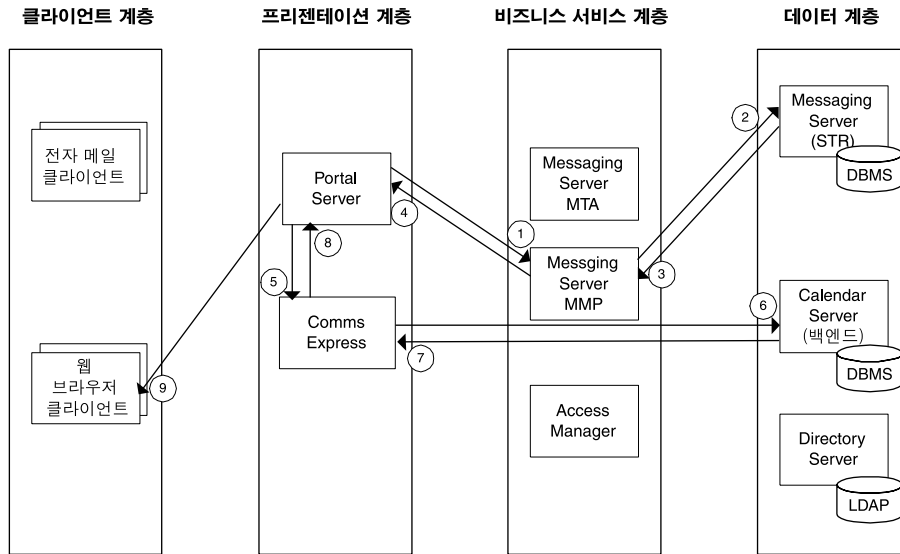 클라이언트 계층
프리젠테이션 계층
비즈니스 서비스 계층
데이터 계층
전자 메일
클라이언트
웹
브라우저
클라이언트
9
Portal
Server
4
8
5
Comms
Express
7
Messaging
Server
MTA
1
Messging
Server
MMP
3
Access
Manager
2
Messaging
Server
(STR)
DBMS
6
Calendar
Server
(백엔드)
DBMS
Directory
Server
LDAP